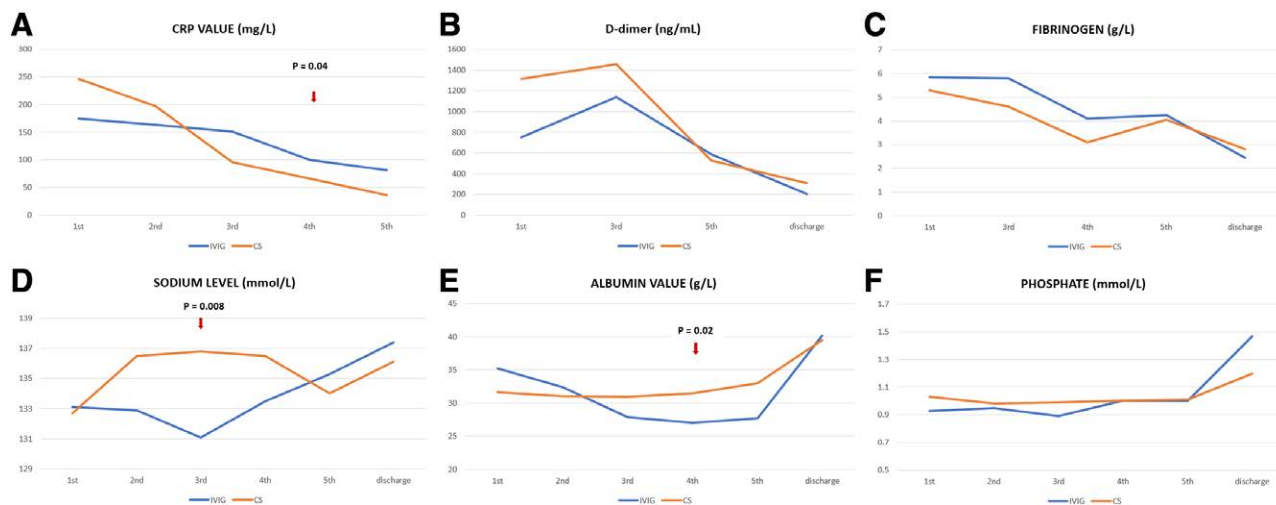 A
CRP VALUE (mg/L)
300
250
200
150
100
50
0
P = 0.04
1st 2nd 3rd 4th 5th
IVIG CS
B
D-dimer (ng/mL)
1600
1400
1200
1000
800
600
400
200
0
1st 3rd 5th discharge
IVIG CS
C
FIBRINOGEN (g/L)
7
6
5
4
3
2
1
0
1st 3rd 4th 5th discharge
IVIG CS
D
SODIUM LEVEL (mmol/L)
P = 0.008
139
137
135
133
131
129
1st 2nd 3rd 4th 5th discharge
IVIG CS
E
ALBUMIN VALUE (g/L)
45
40
35
30
25
20
P = 0.02
1st 2nd 3rd 4th 5th discharge
IVIG CS
F
PHOSPHATE (mmol/L)
1.7
1.5
1.3
1.1
0.9
0.7
0.5
1st 2nd 3rd 4th 5th discharge
IVIG CS